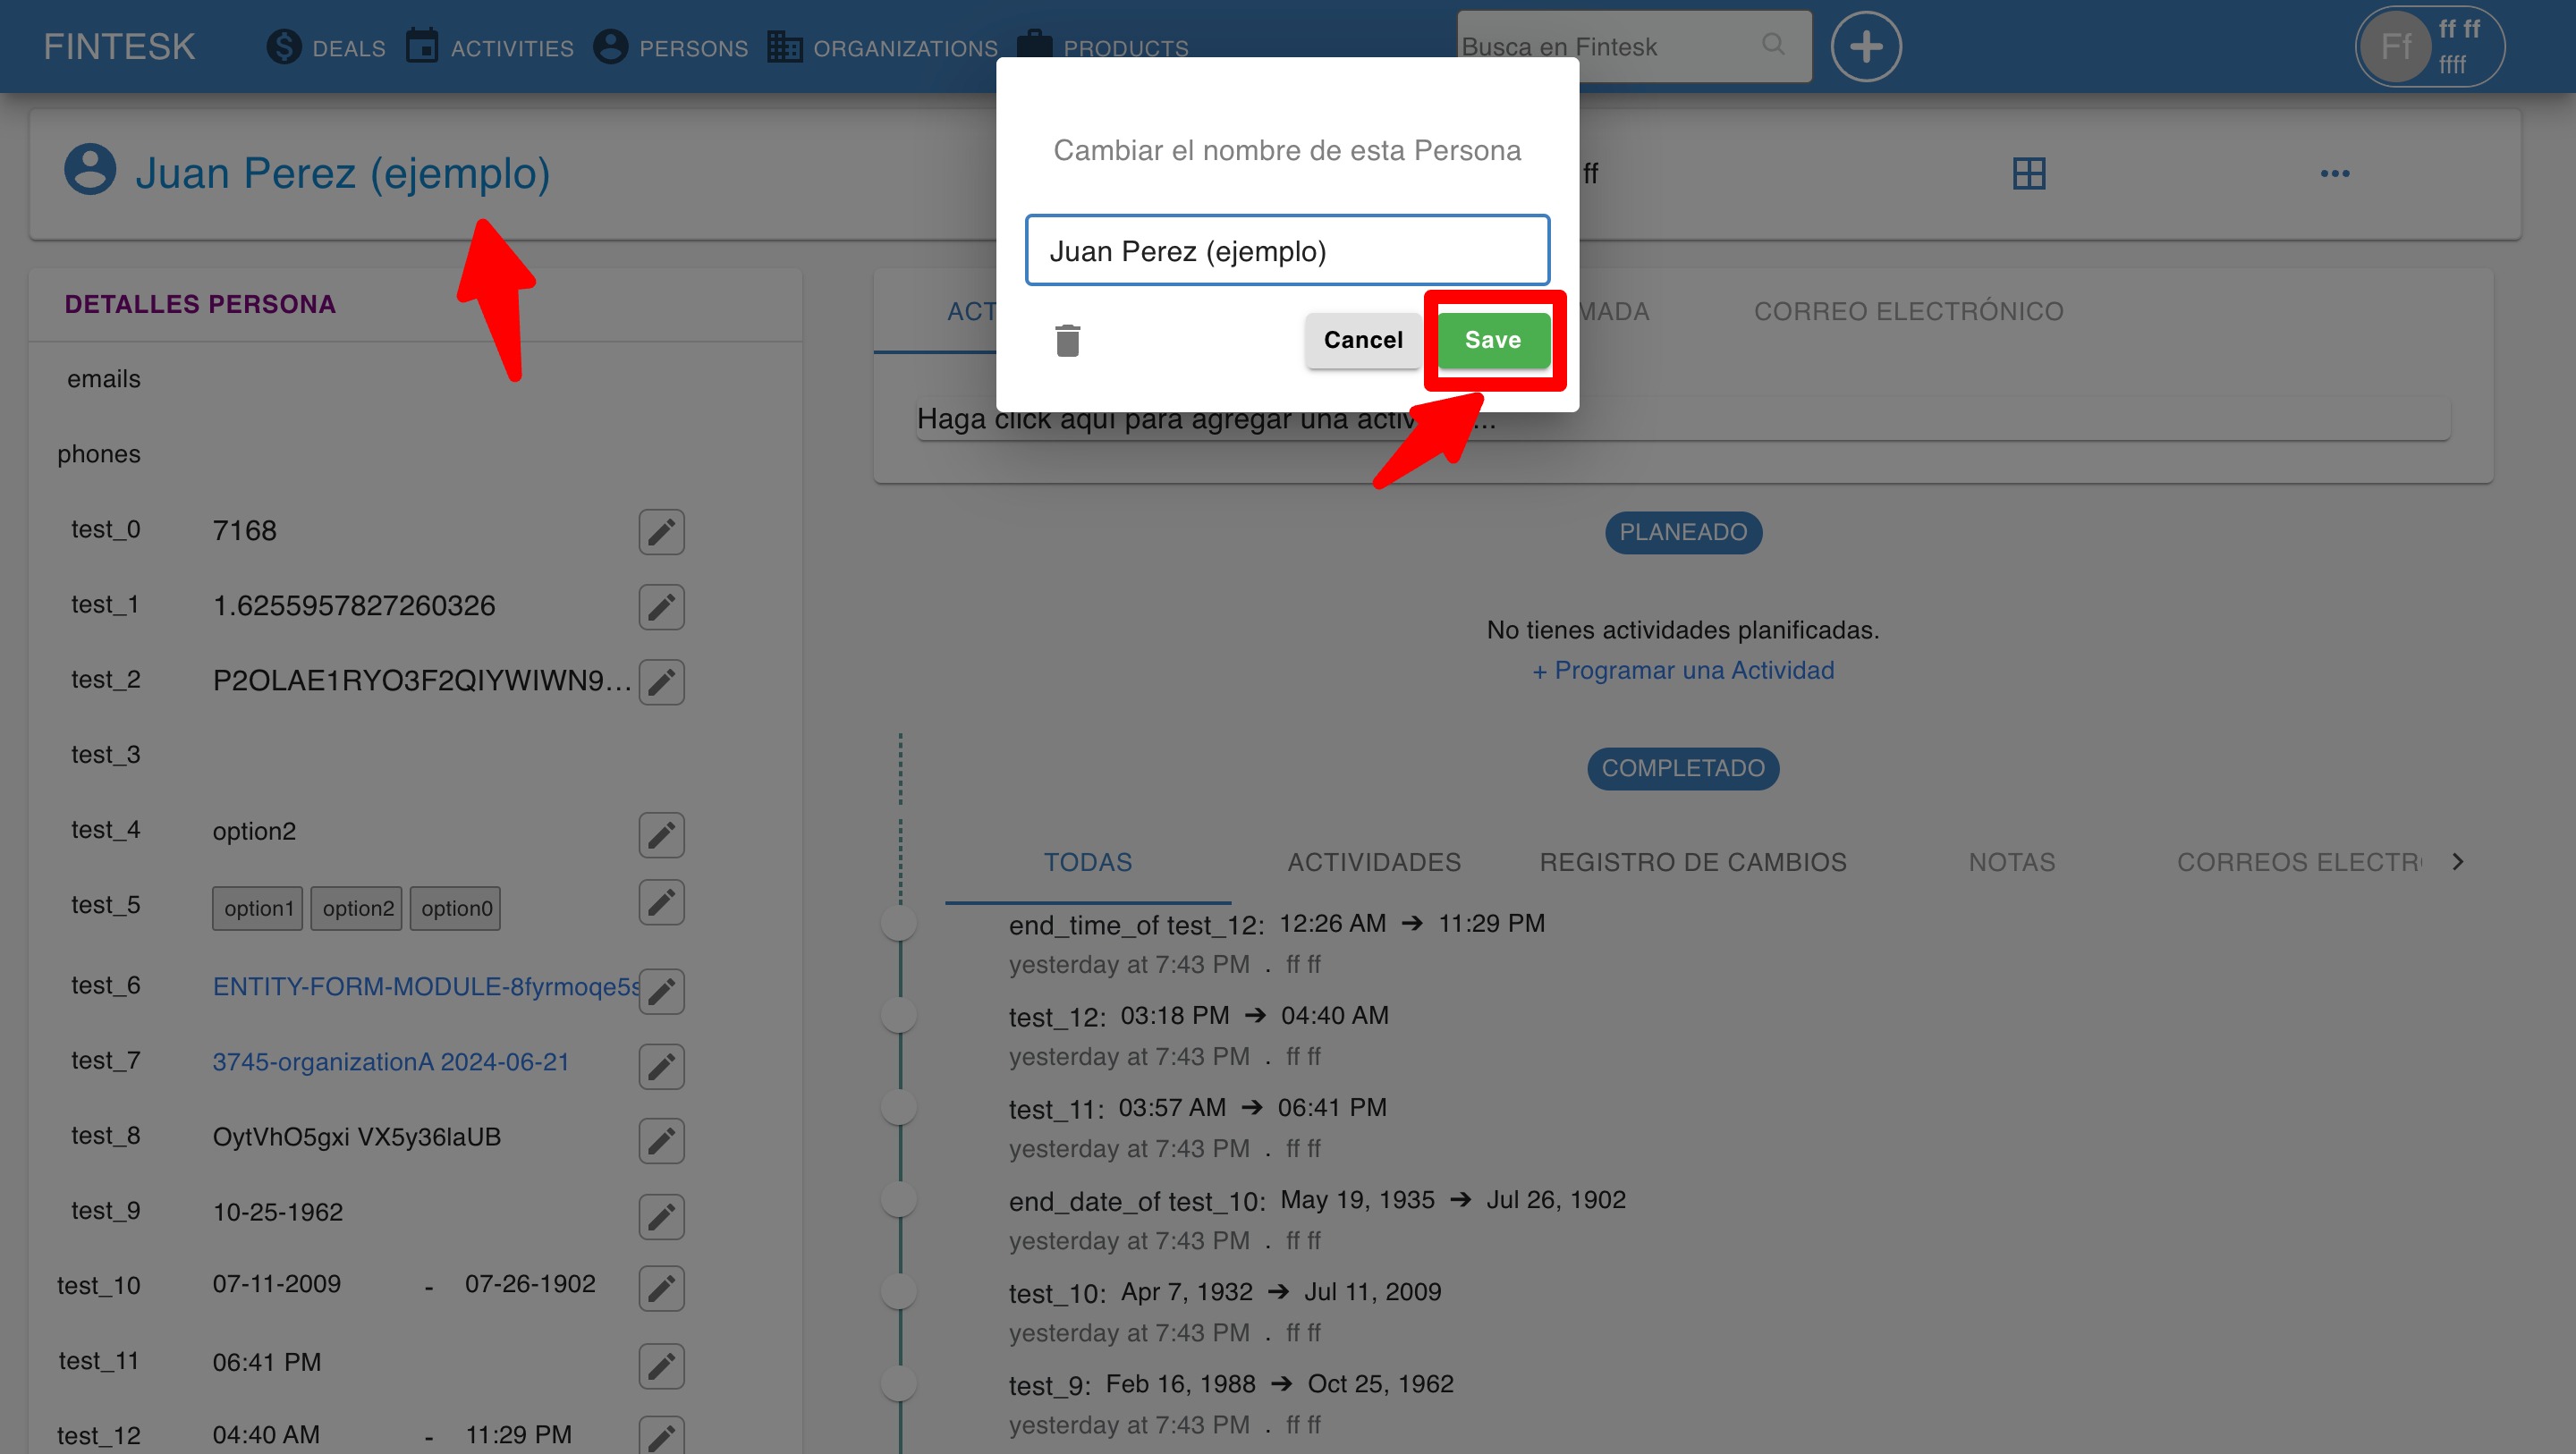 FINTESK
DEALS
ACTIVITIES
PERSONS
ORGANIZATIONS
PRODUCTS
Busca en Fintesk
Ff
ff ff
ffff
Juan Perez (ejemplo)
ff
Cambiar el nombre de esta Persona
Juan Perez (ejemplo)
Cancel
Save
DETALLES PERSONA
emails
phones
test_0 7168
test_1 1.6255957827260326
test_2 P2OLAE1RYO3F2QIYWIWN9...
test_3
test_4 option2
test_5 option1 option2 option0
test_6 ENTITY-FORM-MODULE-8fyrmoqe5s
test_7 3745-organizationA 2024-06-21
test_8 OytVhO5gxi VX5y36laUB
test_9 10-25-1962
test_10 07-11-2009 - 07-26-1902
test_11 06:41 PM
test_12 04:40 AM - 11:29 PM
ACT
MADA
CORREO ELECTRÓNICO
Haga click aquí para agregar una activ...
PLANEADO
No tienes actividades planificadas.
+ Programar una Actividad
COMPLETADO
TODAS
ACTIVIDADES
REGISTRO DE CAMBIOS
NOTAS
CORREOS ELECTR
end_time_of test_12: 12:26 AM → 11:29 PM
yesterday at 7:43 PM . ff ff
test_12: 03:18 PM → 04:40 AM
yesterday at 7:43 PM . ff ff
test_11: 03:57 AM → 06:41 PM
yesterday at 7:43 PM . ff ff
end_date_of test_10: May 19, 1935 → Jul 26, 1902
yesterday at 7:43 PM . ff ff
test_10: Apr 7, 1932 → Jul 11, 2009
yesterday at 7:43 PM . ff ff
test_9: Feb 16, 1988 → Oct 25, 1962
yesterday at 7:43 PM . ff ff